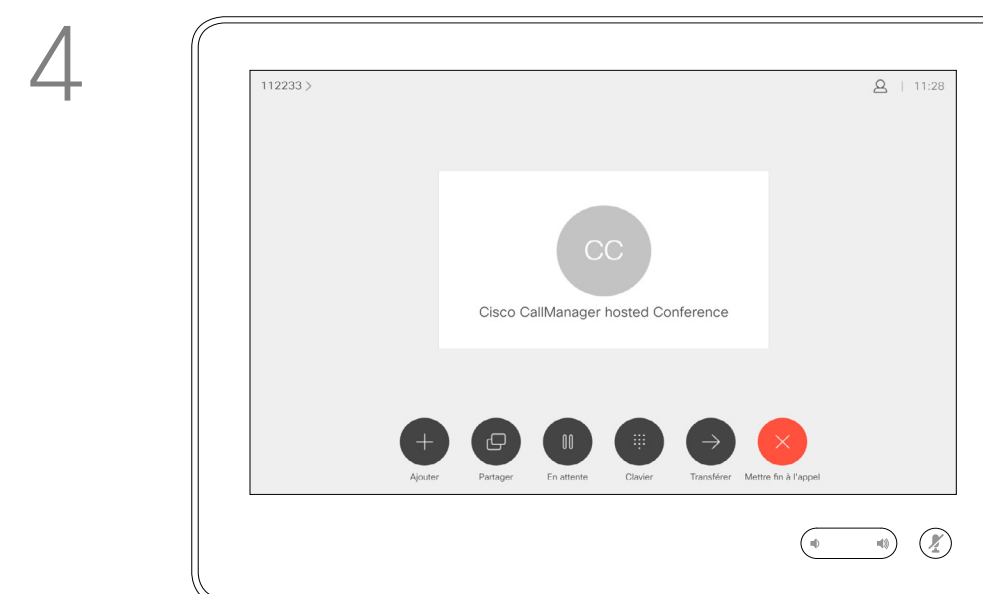 4
112233 >
11:28
CC
Cisco CallManager hosted Conference
Ajouter Partager En attente Clavier Transférer Mettre fin à l'appel